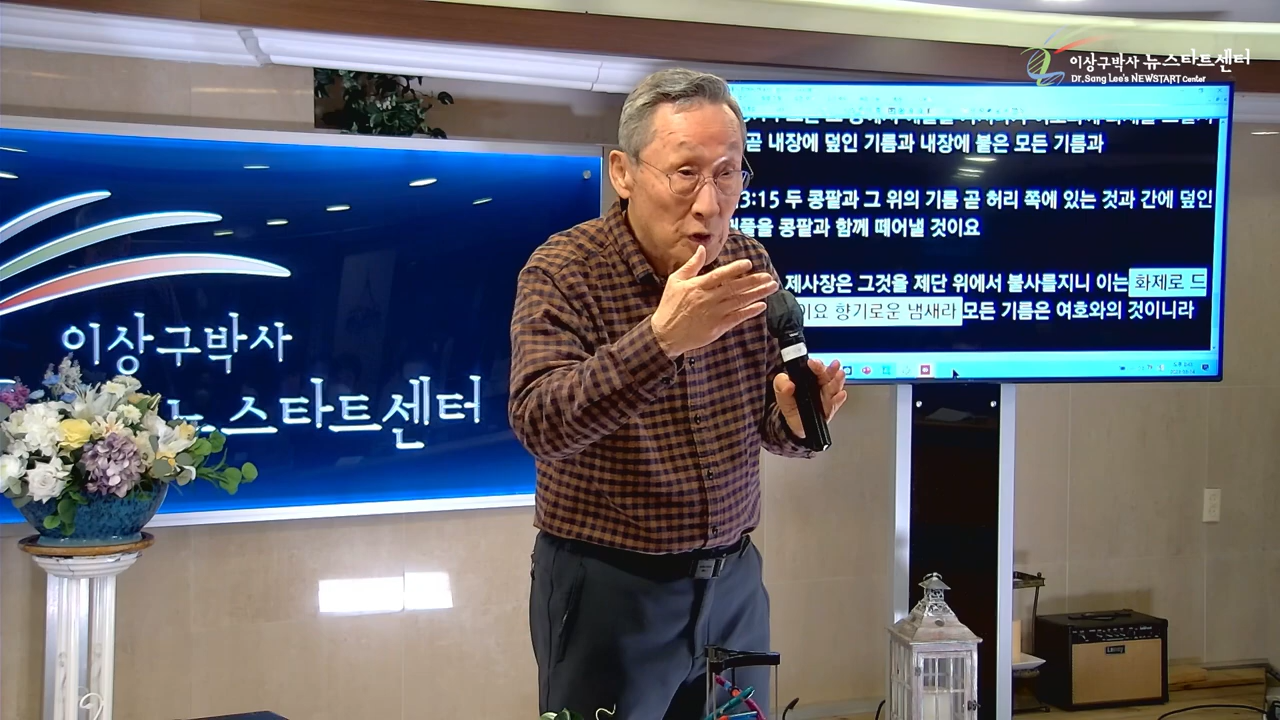 이상구박사 뉴스타트센터
Dr. Sang Lee's NEWSTART Center
곧 내장에 덮인 기름과 내장에 붙은 모든 기름과
3:15 두 콩팥과 그 위의 기름 곧 허리 쪽에 있는 것과 간에 덮인
꺼풀을 콩팥과 함께 떼어낼 것이요
제사장은 그것을 제단 위에서 불사를지니 이는 화제로 드
이요 향기로운 냄새라 모든 기름은 여호와의 것이니라
이상구박사
뉴스타트센터